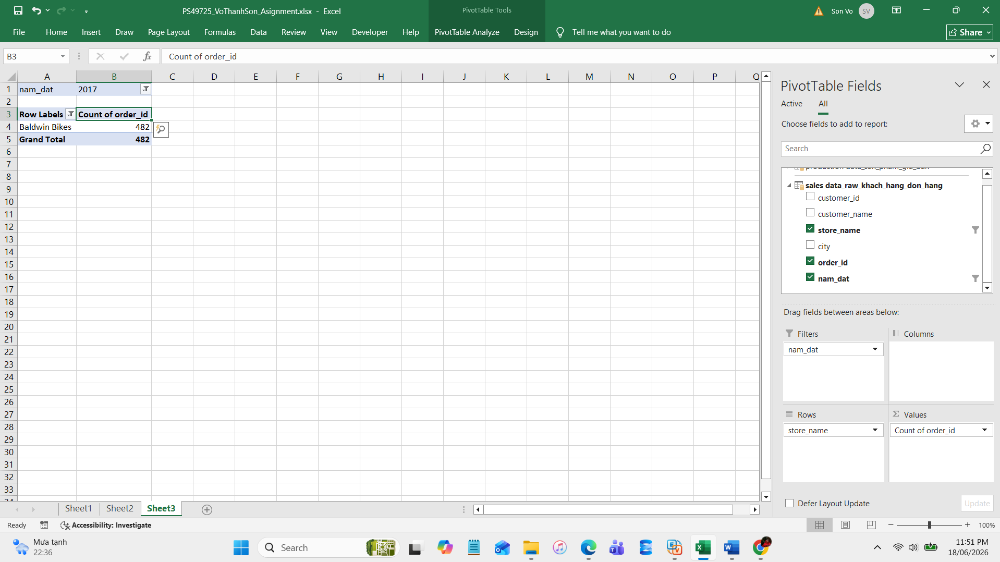 PS49725_VoThanhSon_Asignment.xlsx - Excel
PivotTable Tools
Son Vo
SV
File
Home
Insert
Draw
Page Layout
Formulas
Data
Review
View
Developer
Help
PivotTable Analyze
Design
Tell me what you want to do
Share
B3
fx
Count of order_id
A B C D E F G H I J K L M N O P Q
1 nam_dat 2017
2
3 Row Labels Count of order_id
4 Baldwin Bikes 482
5 Grand Total 482
6
7
8
9
10
11
12
13
14
15
16
17
18
19
20
21
22
23
24
25
26
27
28
29
30
31
32
33
PivotTable Fields
Active
All
Choose fields to add to report:
Search
production data_san_pham_gia_ban
sales data_raw_khach_hang_don_hang
customer_id
customer_name
store_name
city
order_id
nam_dat
Drag fields between areas below:
Filters
Columns
nam_dat
Rows
Values
store_name
Count of order_id
Defer Layout Update
Update
Sheet1
Sheet2
Sheet3
Ready
Accessibility: Investigate
100%
Mưa tạnh
22:36
Search
11:51 PM
18/06/2026